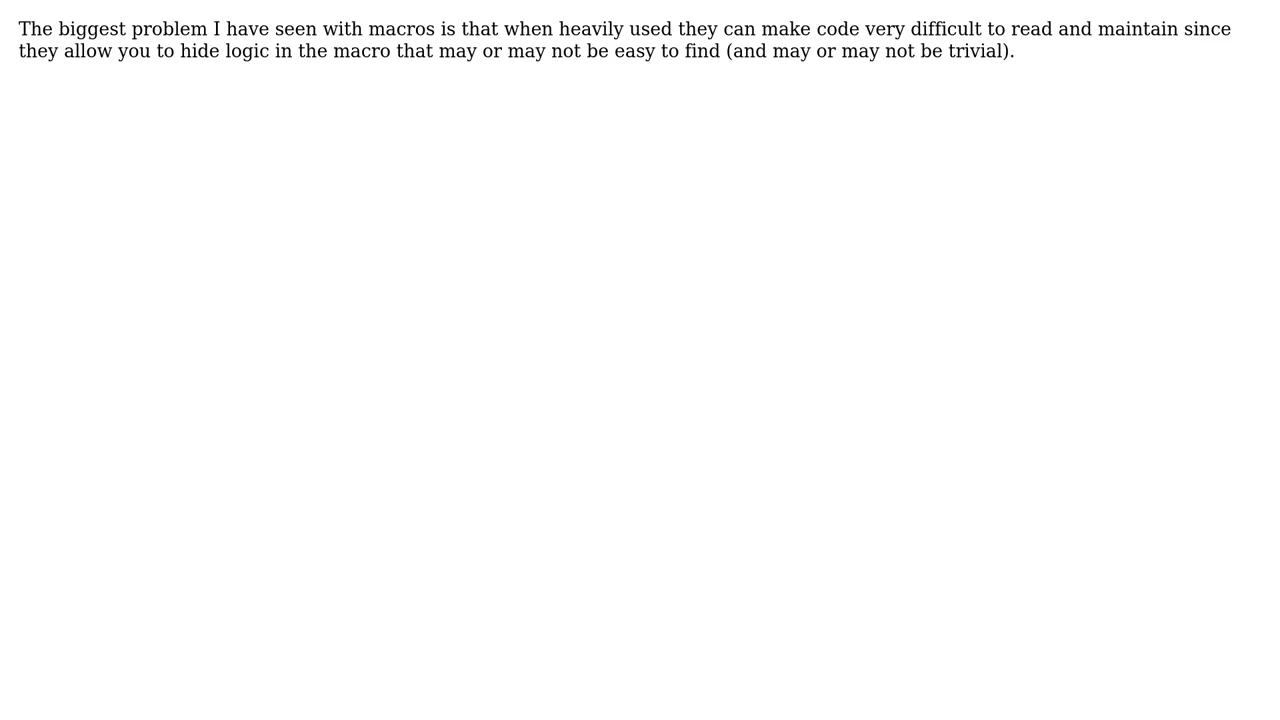 The biggest problem I have seen with macros is that when heavily used they can make code very difficult to read and maintain since
they allow you to hide logic in the macro that may or may not be easy to find (and may or may not be trivial).